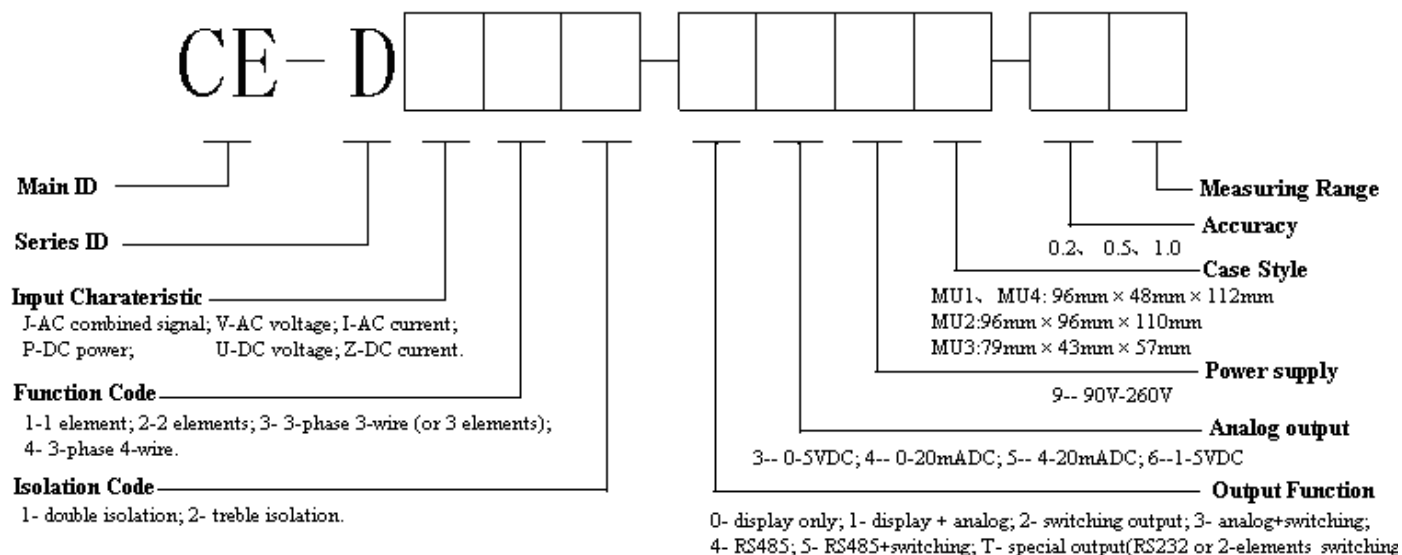 CE－D
Main ID
Series ID
Input Charateristic
J-AC combined signal; V-AC voltage; I-AC current;
P-DC power; U-DC voltage; Z-DC current.
Function Code
1-1 element; 2-2 elements; 3- 3-phase 3-wire (or 3 elements);
4- 3-phase 4-wire.
Isolation Code
1- double isolation; 2- treble isolation.
Measuring Range
Accuracy
0.2、 0.5、 1.0
Case Style
MU1、 MU4: 96mm × 48mm × 112mm
MU2:96mm × 96mm × 110mm
MU3:79mm × 43mm × 57mm
Power supply
9-- 90V-260V
Analog output
3-- 0-5VDC; 4-- 0-20mADC; 5-- 4-20mADC; 6--1-5VDC
Output Function
0- display only; 1- display + analog; 2- switching output; 3- analog+switching;
4- RS485; 5- RS485+switching; T- special output(RS232 or 2-elements switching